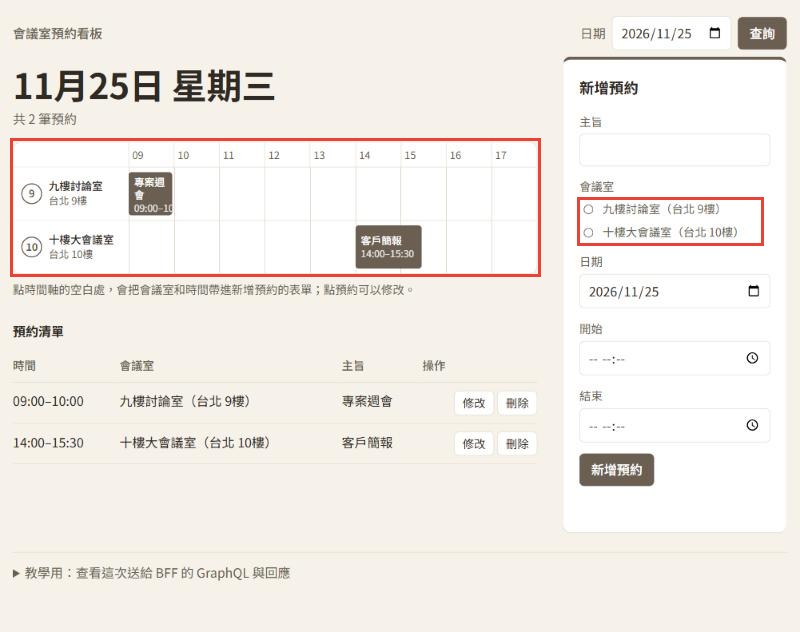 會議室預約看板
日期 2026/11/25 查詢
11月25日 星期三
共 2 筆預約
09 10 11 12 13 14 15 16 17
9 九樓討論室
台北 9樓
專案週
會
09:00–10
10 十樓大會議室
台北 10樓
客戶簡報
14:00–15:30
點時間軸的空白處，會把會議室和時間帶進新增預約的表單；點預約可以修改。
預約清單
時間 會議室 主旨 操作
09:00–10:00 九樓討論室（台北 9樓） 專案週會 修改 刪除
14:00–15:30 十樓大會議室（台北 10樓） 客戶簡報 修改 刪除
新增預約
主旨
會議室
九樓討論室（台北 9樓）
十樓大會議室（台北 10樓）
日期
2026/11/25
開始
-- --:--
結束
-- --:--
新增預約
▶ 教學用：查看這次送給 BFF 的 GraphQL 與回應